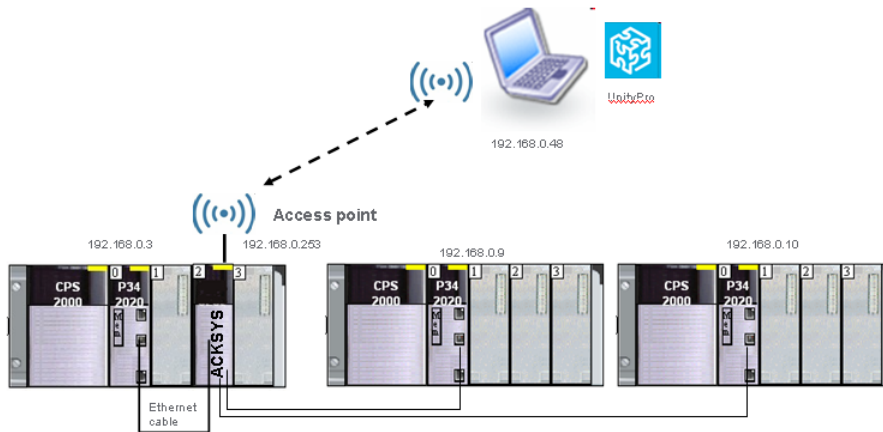 UnityPro
192.168.0.48
Access point
192.168.0.3
192.168.0.253
192.168.0.9
192.168.0.10
CPS
2000
0
P34
2020
1
2
3
ACKSYS
CPS
2000
0
P34
2020
1
2
3
CPS
2000
0
P34
2020
1
2
3
Ethernet
cable